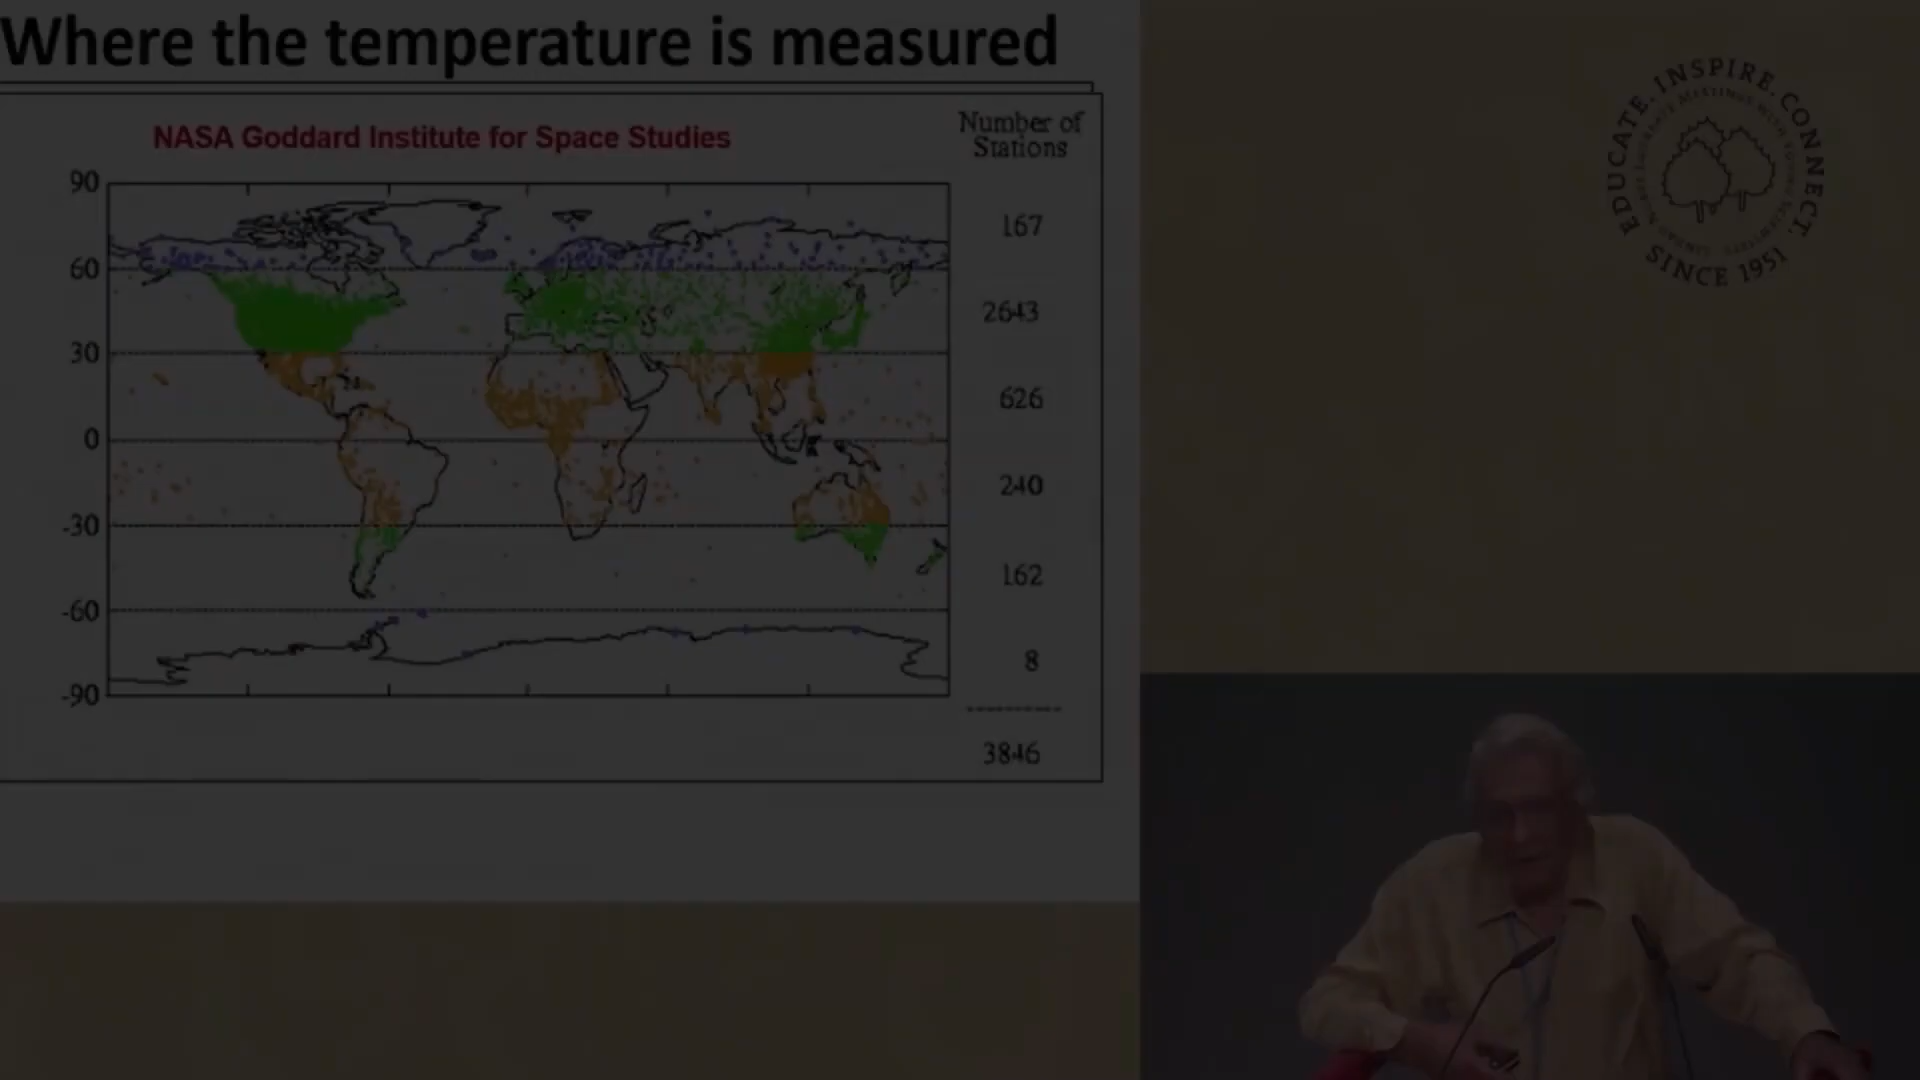 Where the temperature is measured
NASA Goddard Institute for Space Studies
Number of
Stations
90
60
30
0
-30
-60
-90
167
2643
626
240
162
8
3846
EDUCATE. INSPIRE. CONNECT.
SINCE 1951